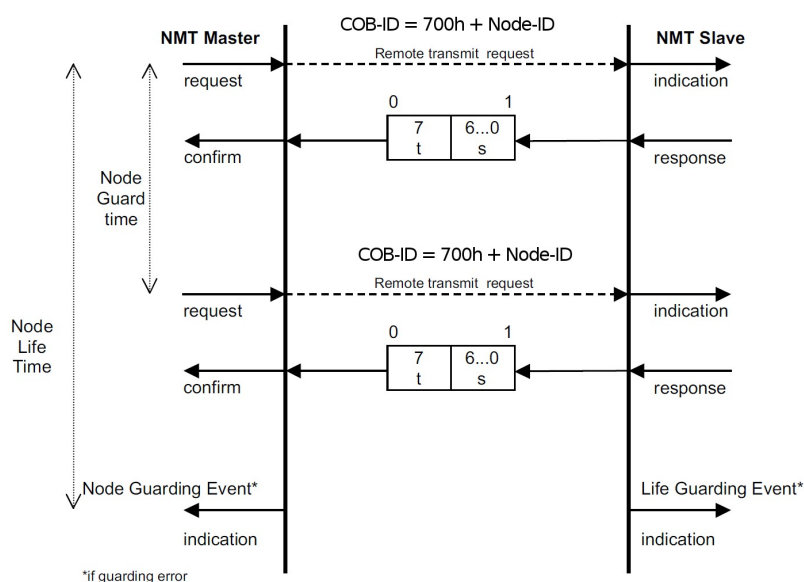 COB-ID = 700h + Node-ID
NMT Master
NMT Slave
Remote transmit request
request
indication
0 1
7 6...0
t s
confirm
response
Node
Guard
time
COB-ID = 700h + Node-ID
Remote transmit request
request
indication
Node
Life
Time
0 1
7 6...0
t s
confirm
response
Node Guarding Event*
Life Guarding Event*
indication
indication
*if guarding error